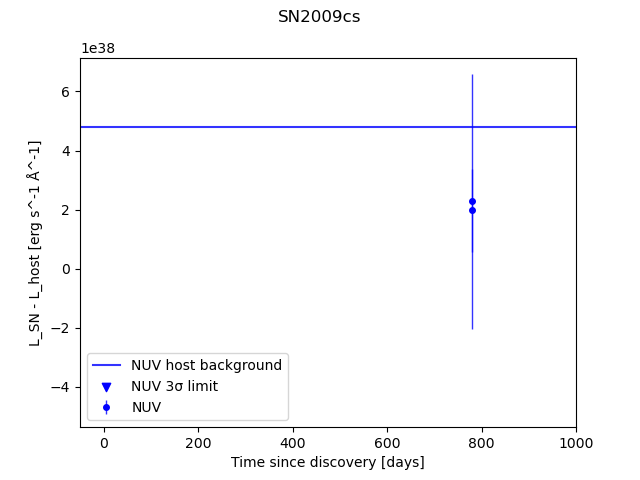 SN2009cs
1e38
6
4
2
0
−2
−4
L_SN - L_host [erg s^-1 Å^-1]
NUV host background
NUV 3σ limit
NUV
0 200 400 600 800 1000
Time since discovery [days]